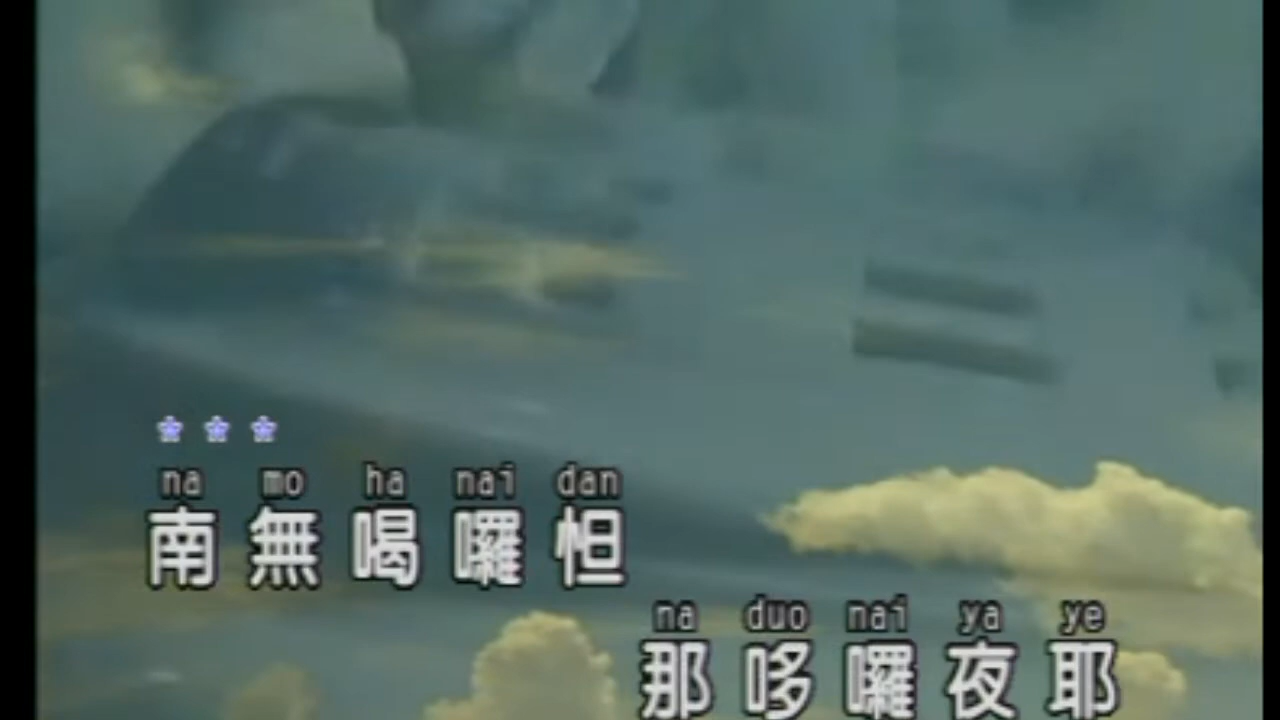 ★ ★ ★
na mo ha nai dan
南無喝囉怛
na duo nai ya ye
那哆囉夜耶